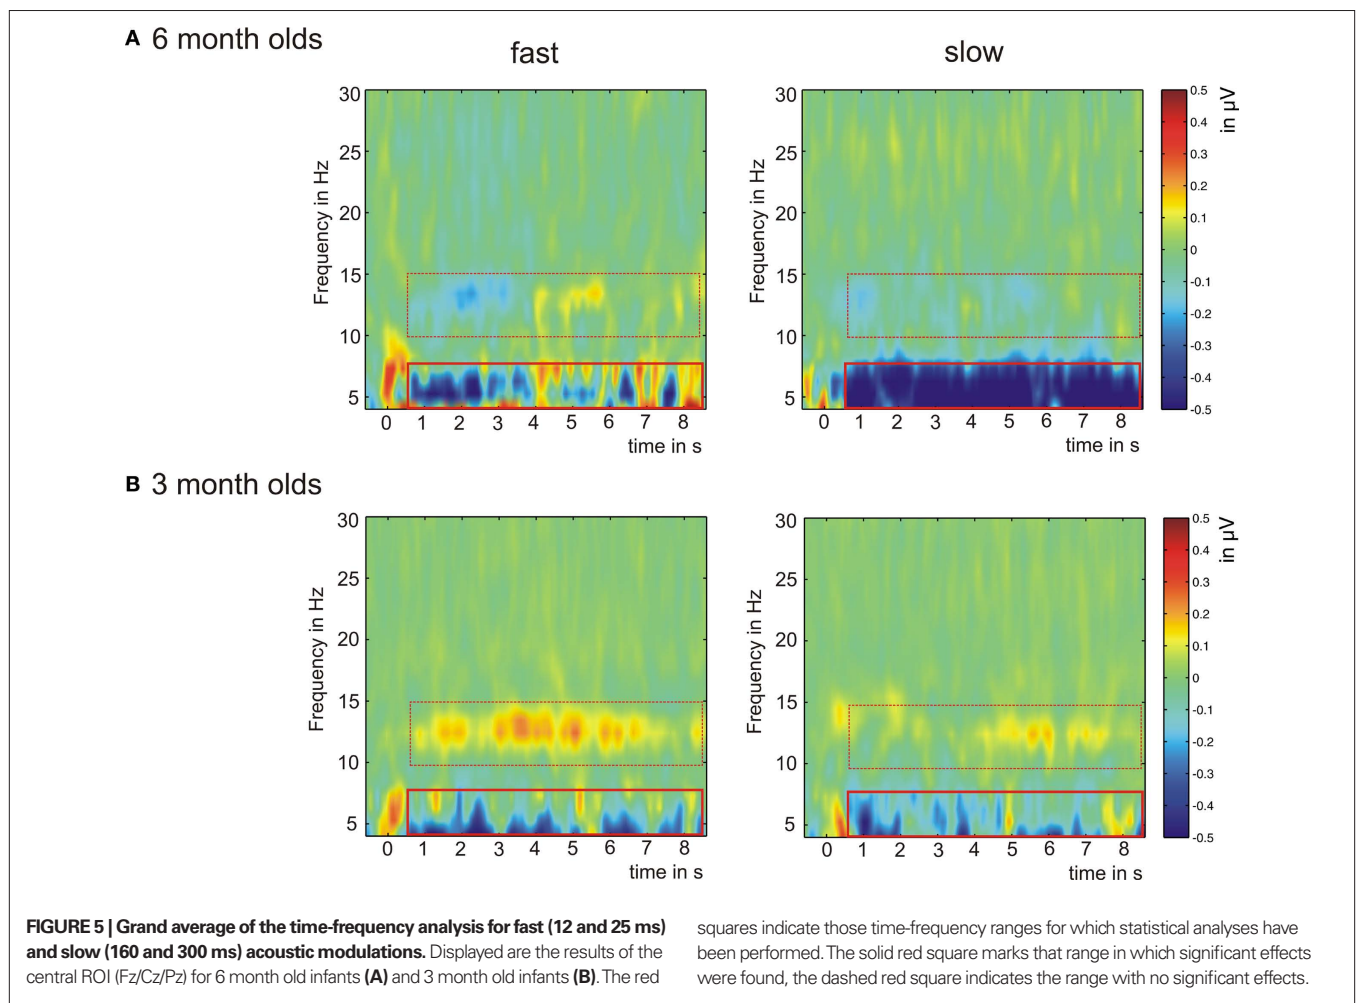 A 6 month olds
fast
slow
30
25
20
15
10
5
Frequency in Hz
0 1 2 3 4 5 6 7 8
time in s
30
25
20
15
10
5
Frequency in Hz
0 1 2 3 4 5 6 7 8
time in s
0.5
0.4
0.3
0.2
0.1
0
-0.1
-0.2
-0.3
-0.4
-0.5
in µV
B 3 month olds
30
25
20
15
10
5
Frequency in Hz
0 1 2 3 4 5 6 7 8
time in s
30
25
20
15
10
5
Frequency in Hz
0 1 2 3 4 5 6 7 8
time in s
0.5
0.4
0.3
0.2
0.1
0
-0.1
-0.2
-0.3
-0.4
-0.5
in µV
FIGURE 5 | Grand average of the time-frequency analysis for fast (12 and 25 ms)
and slow (160 and 300 ms) acoustic modulations. Displayed are the results of the
central ROI (Fz/Cz/Pz) for 6 month old infants (A) and 3 month old infants (B). The red
squares indicate those time-frequency ranges for which statistical analyses have
been performed. The solid red square marks that range in which significant effects
were found, the dashed red square indicates the range with no significant effects.